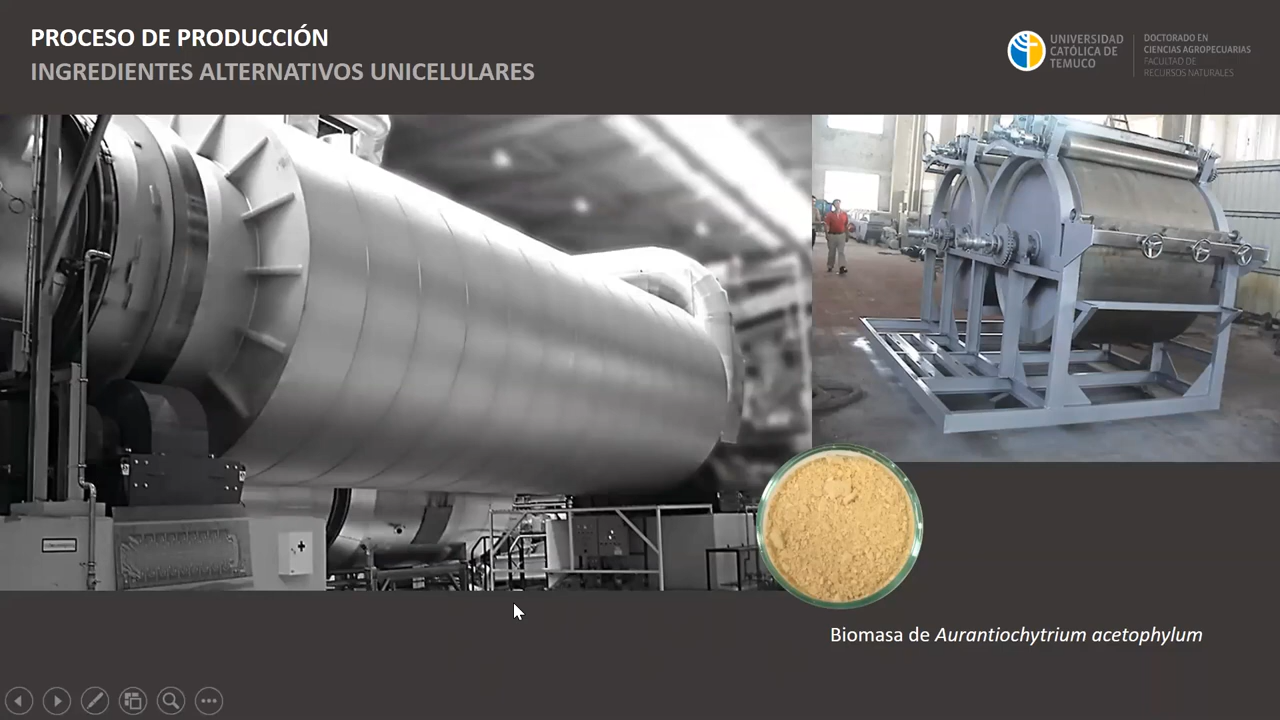 PROCESO DE PRODUCCIÓN
INGREDIENTES ALTERNATIVOS UNICELULARES
UNIVERSIDAD
CATÓLICA DE
TEMUCO
DOCTORADO EN
CIENCIAS AGROPECUARIAS
FACULTAD DE
RECURSOS NATURALES
Biomasa de Aurantiochytrium acetophylum